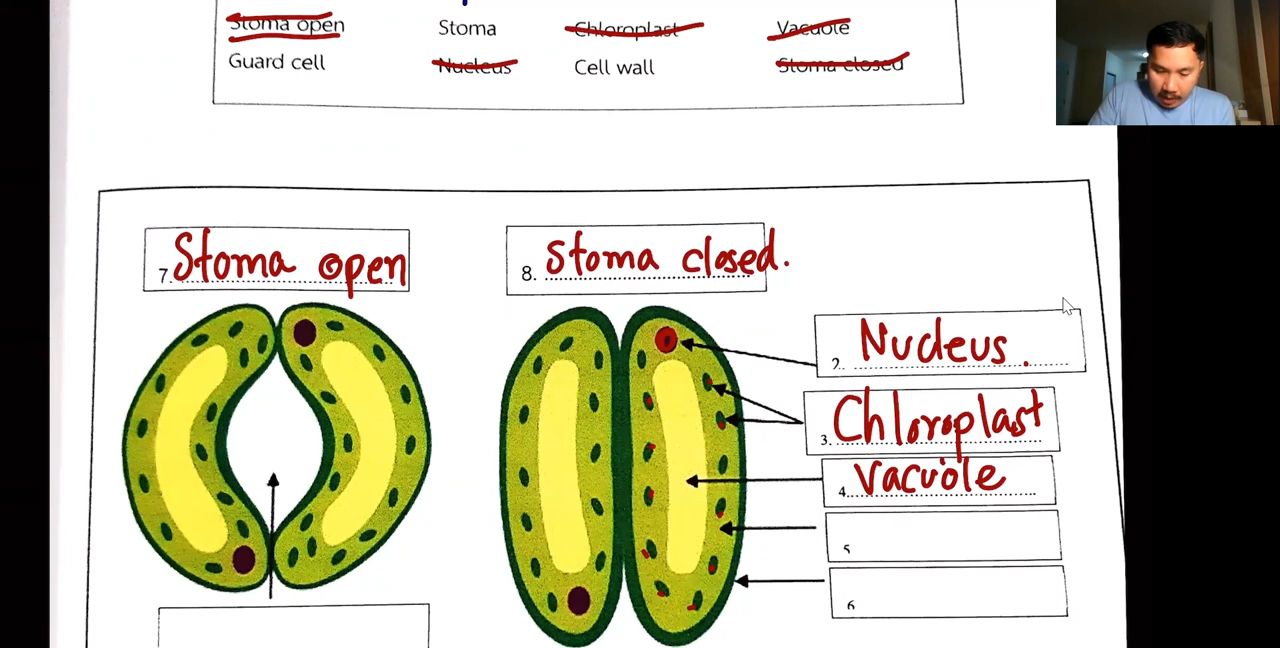 Stoma open Stoma Chloroplast Vacuole
Guard cell Nucleus Cell wall Stoma closed
7. Stoma open
8. Stoma closed.
2. Nucleus.
3. Chloroplast
4. Vacuole
5
6